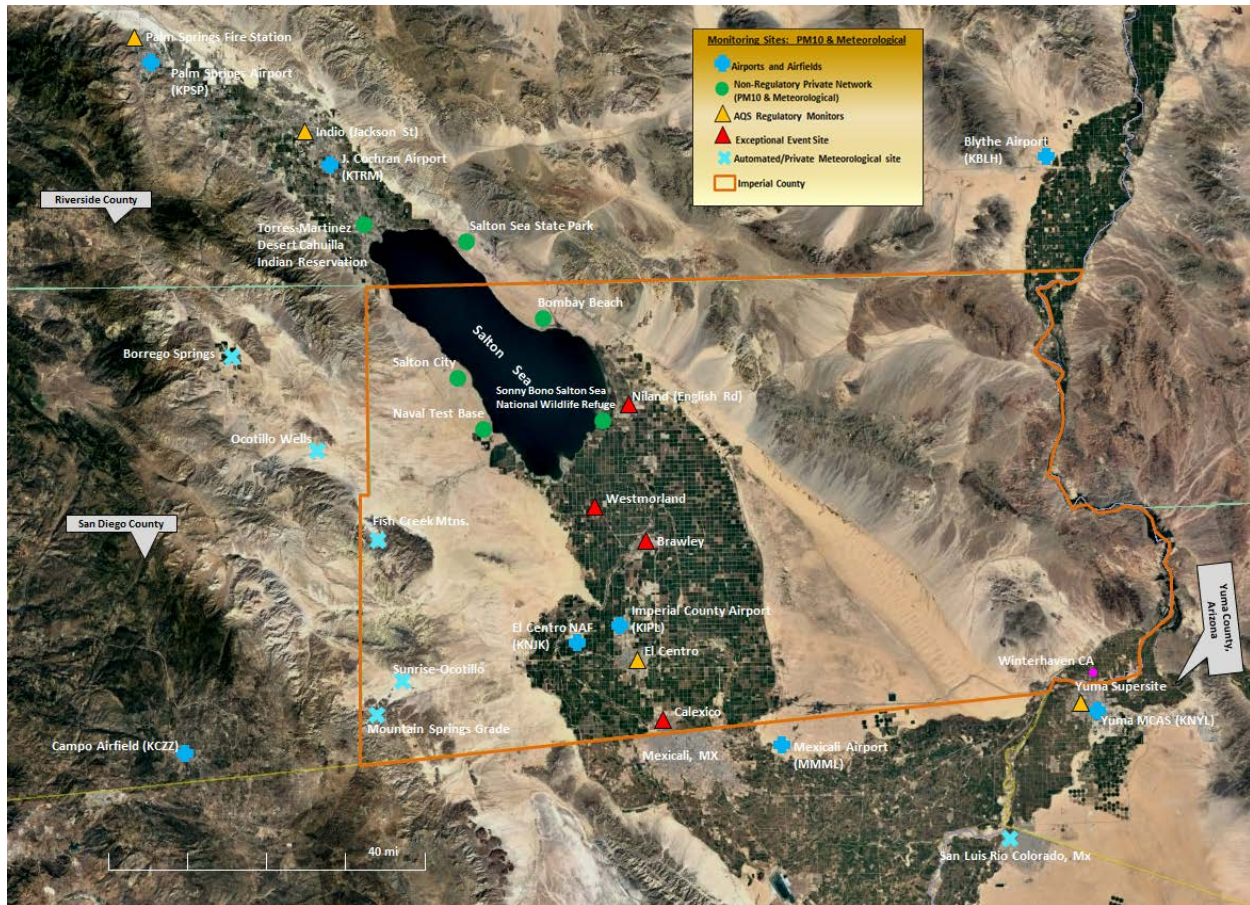 Palm Springs Fire Station
Palm Springs Airport
(KPSP)
Indio (Jackson St)
J. Cochran Airport
(KTRM)
Riverside County
Torres-Martinez
Desert Cahuilla
Indian Reservation
Salton Sea State Park
Monitoring Sites: PM10 & Meteorological
Airports and Airfields
Non-Regulatory Private Network
(PM10 & Meteorological)
AQS Regulatory Monitors
Exceptional Event Site
Automated/Private Meteorological site
Imperial County
Blythe Airport
(KBLH)
Bombay Beach
Salton
Sea
Borrego Springs
Salton City
Sonny Bono Salton Sea
National Wildlife Refuge
Niland (English Rd)
Naval Test Base
Ocotillo Wells
Westmorland
San Diego County
Fish Creek Mtns.
Brawley
Imperial County Airport
(KIPL)
El Centro NAF
(KNJK)
El Centro
Yuma County,
Arizona
Sunrise-Ocotillo
Winterhaven CA
Yuma Supersite
Yuma MCAS (KNYL)
Calexico
Mountain Springs Grade
Campo Airfield (KCZZ)
Mexicali, MX
Mexicali Airport
(MMML)
40 mi
San Luis Rio Colorado, Mx